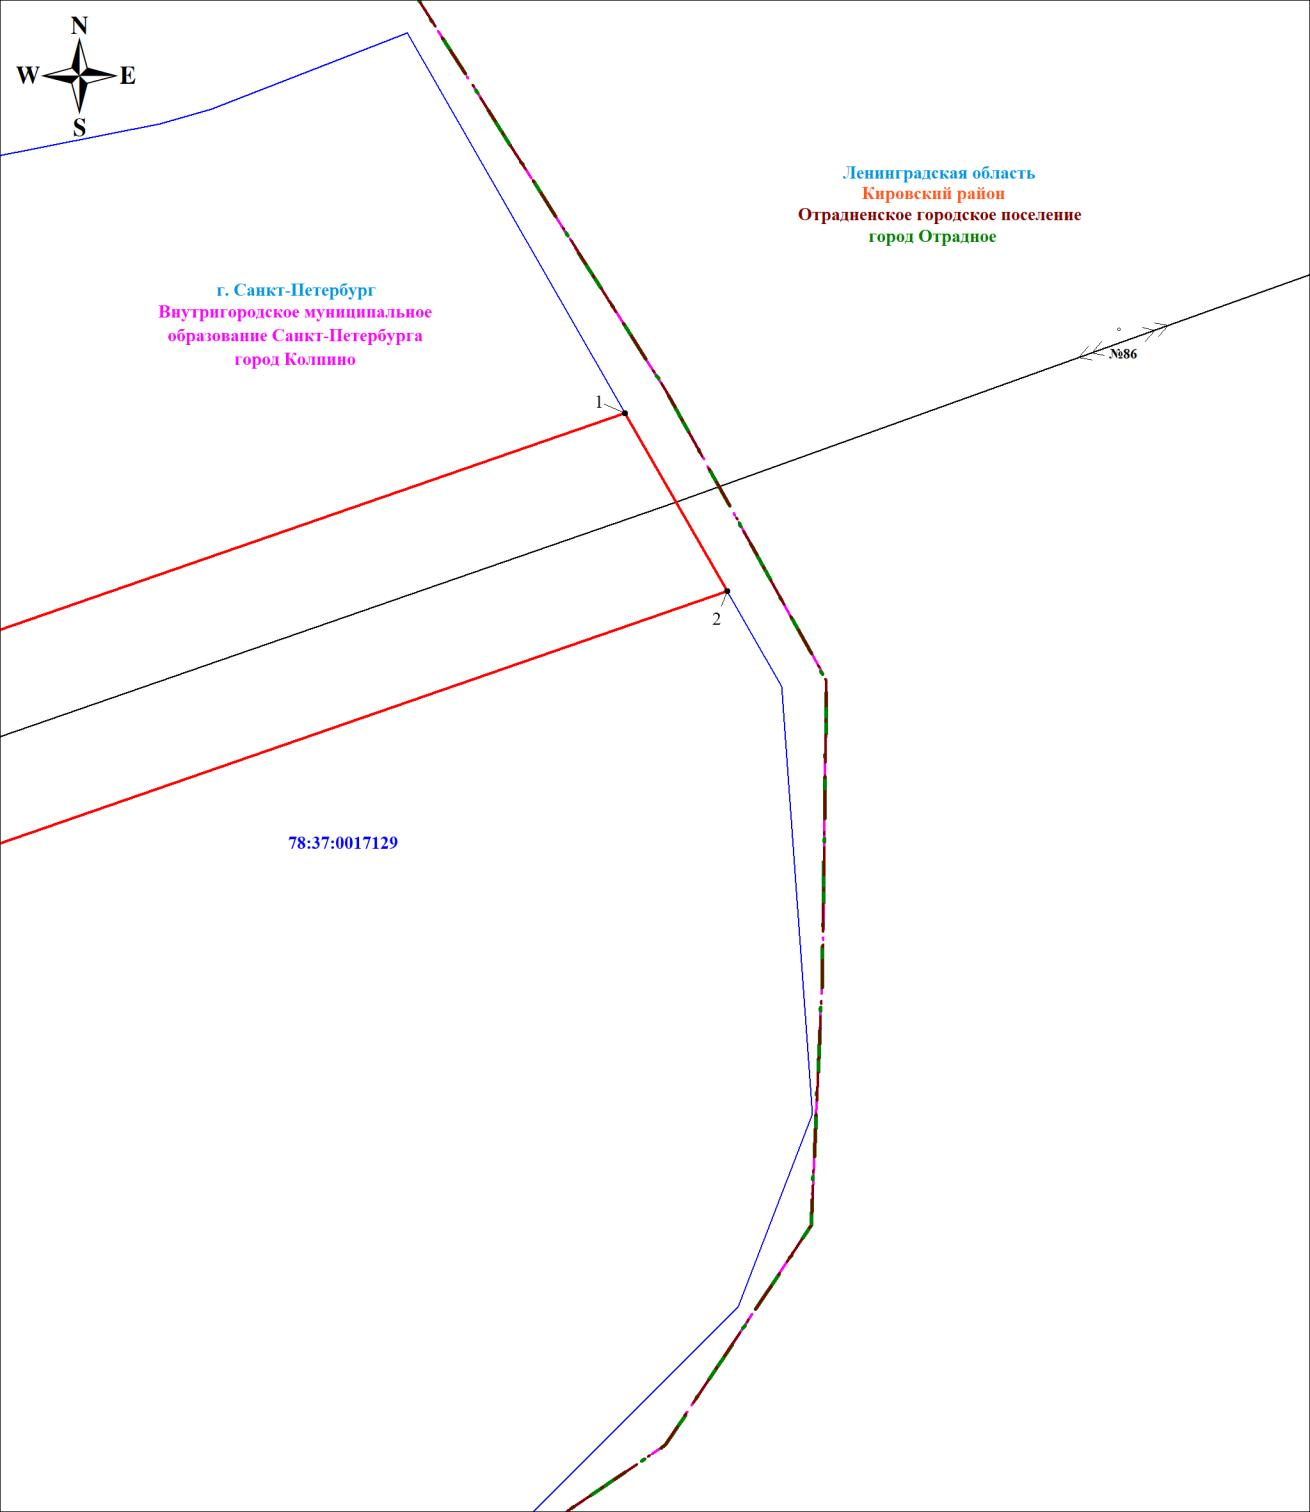 N
W E
S
Ленинградская область
Кировский район
Отрадненское городское поселение
город Отрадное
г. Санкт-Петербург
Внутригородское муниципальное
образование Санкт-Петербурга
город Колпино
№86
1
2
78:37:0017129